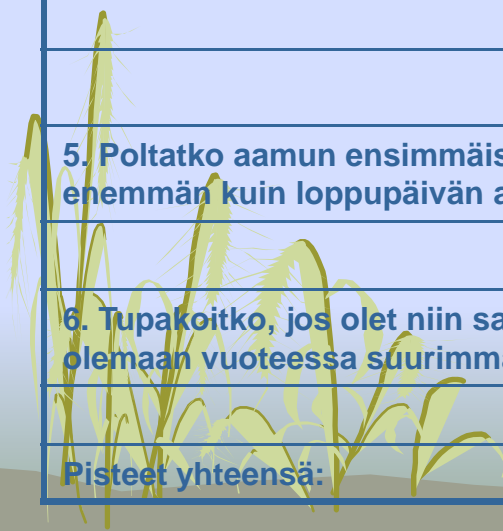 5. Poltatko aamun ensimmäis
enemmän kuin loppupäivän a
6. Tupakoitko, jos olet niin sa
olemaan vuoteessa suurimma
Pisteet yhteensä: